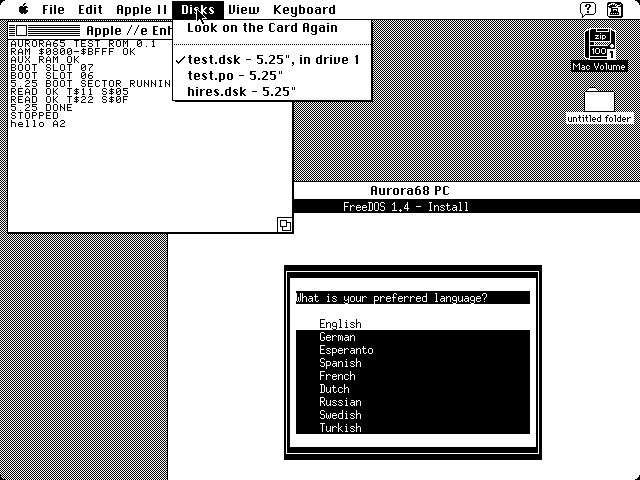 File Edit Apple II Disks View Keyboard
Look on the Card Again
✓test.dsk – 5.25", in drive 1
test.po – 5.25"
hires.dsk – 5.25"
Apple //e Enh
AURORA65 TEST ROM 0.1
RAM $0800-$BFFF OK
AUX RAM OK
BOOT SLOT 07
BOOT SLOT 06
5.25 BOOT SECTOR RUNNIN
READ OK T$11 S$05
READ OK T$22 S$0F
5.25 DONE
STOPPED
hello A2
zip
100
Mac Volume
untitled folder
Aurora68 PC
FreeDOS 1.4 - Install
What is your preferred language?
English
German
Esperanto
Spanish
French
Dutch
Russian
Swedish
Turkish